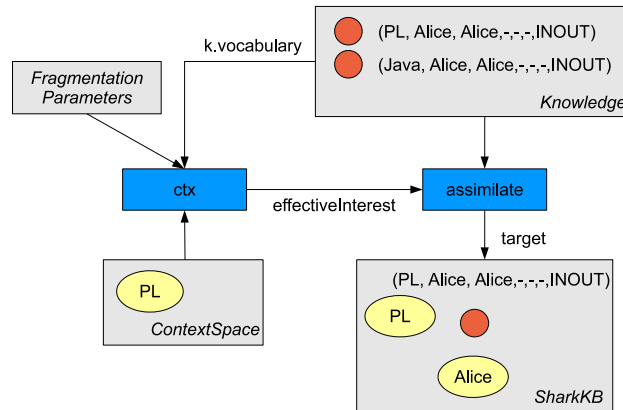 (PL, Alice, Alice,-,-,-,INOUT)
k.vocabulary
(Java, Alice, Alice,-,-,-,INOUT)
Fragmentation
Parameters
Knowledge
ctx
assimilate
effectiveInterest
target
(PL, Alice, Alice,-,-,-,INOUT)
PL
PL
ContextSpace
Alice
SharkKB